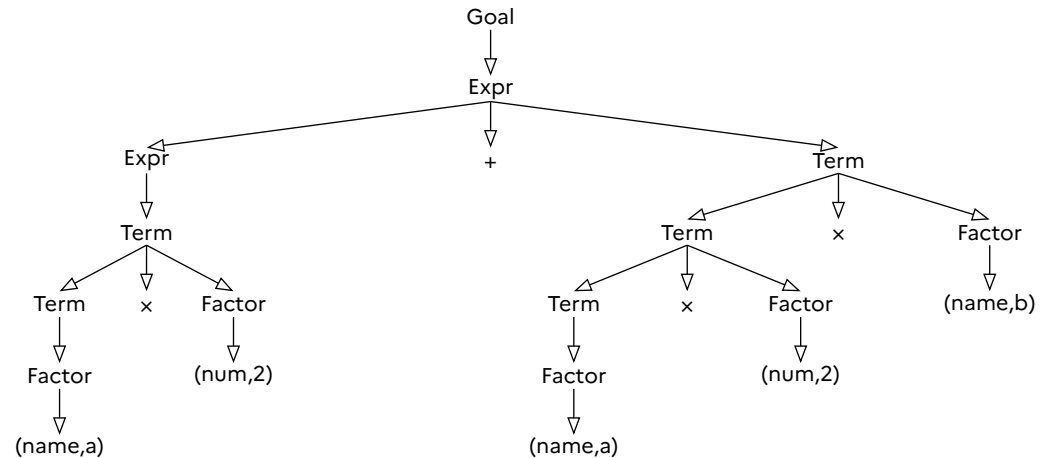 Goal
Expr
Expr + Term
Term Term × Factor
Term × Factor Term × Factor (name,b)
Factor (num,2) Factor (num,2)
(name,a) (name,a)